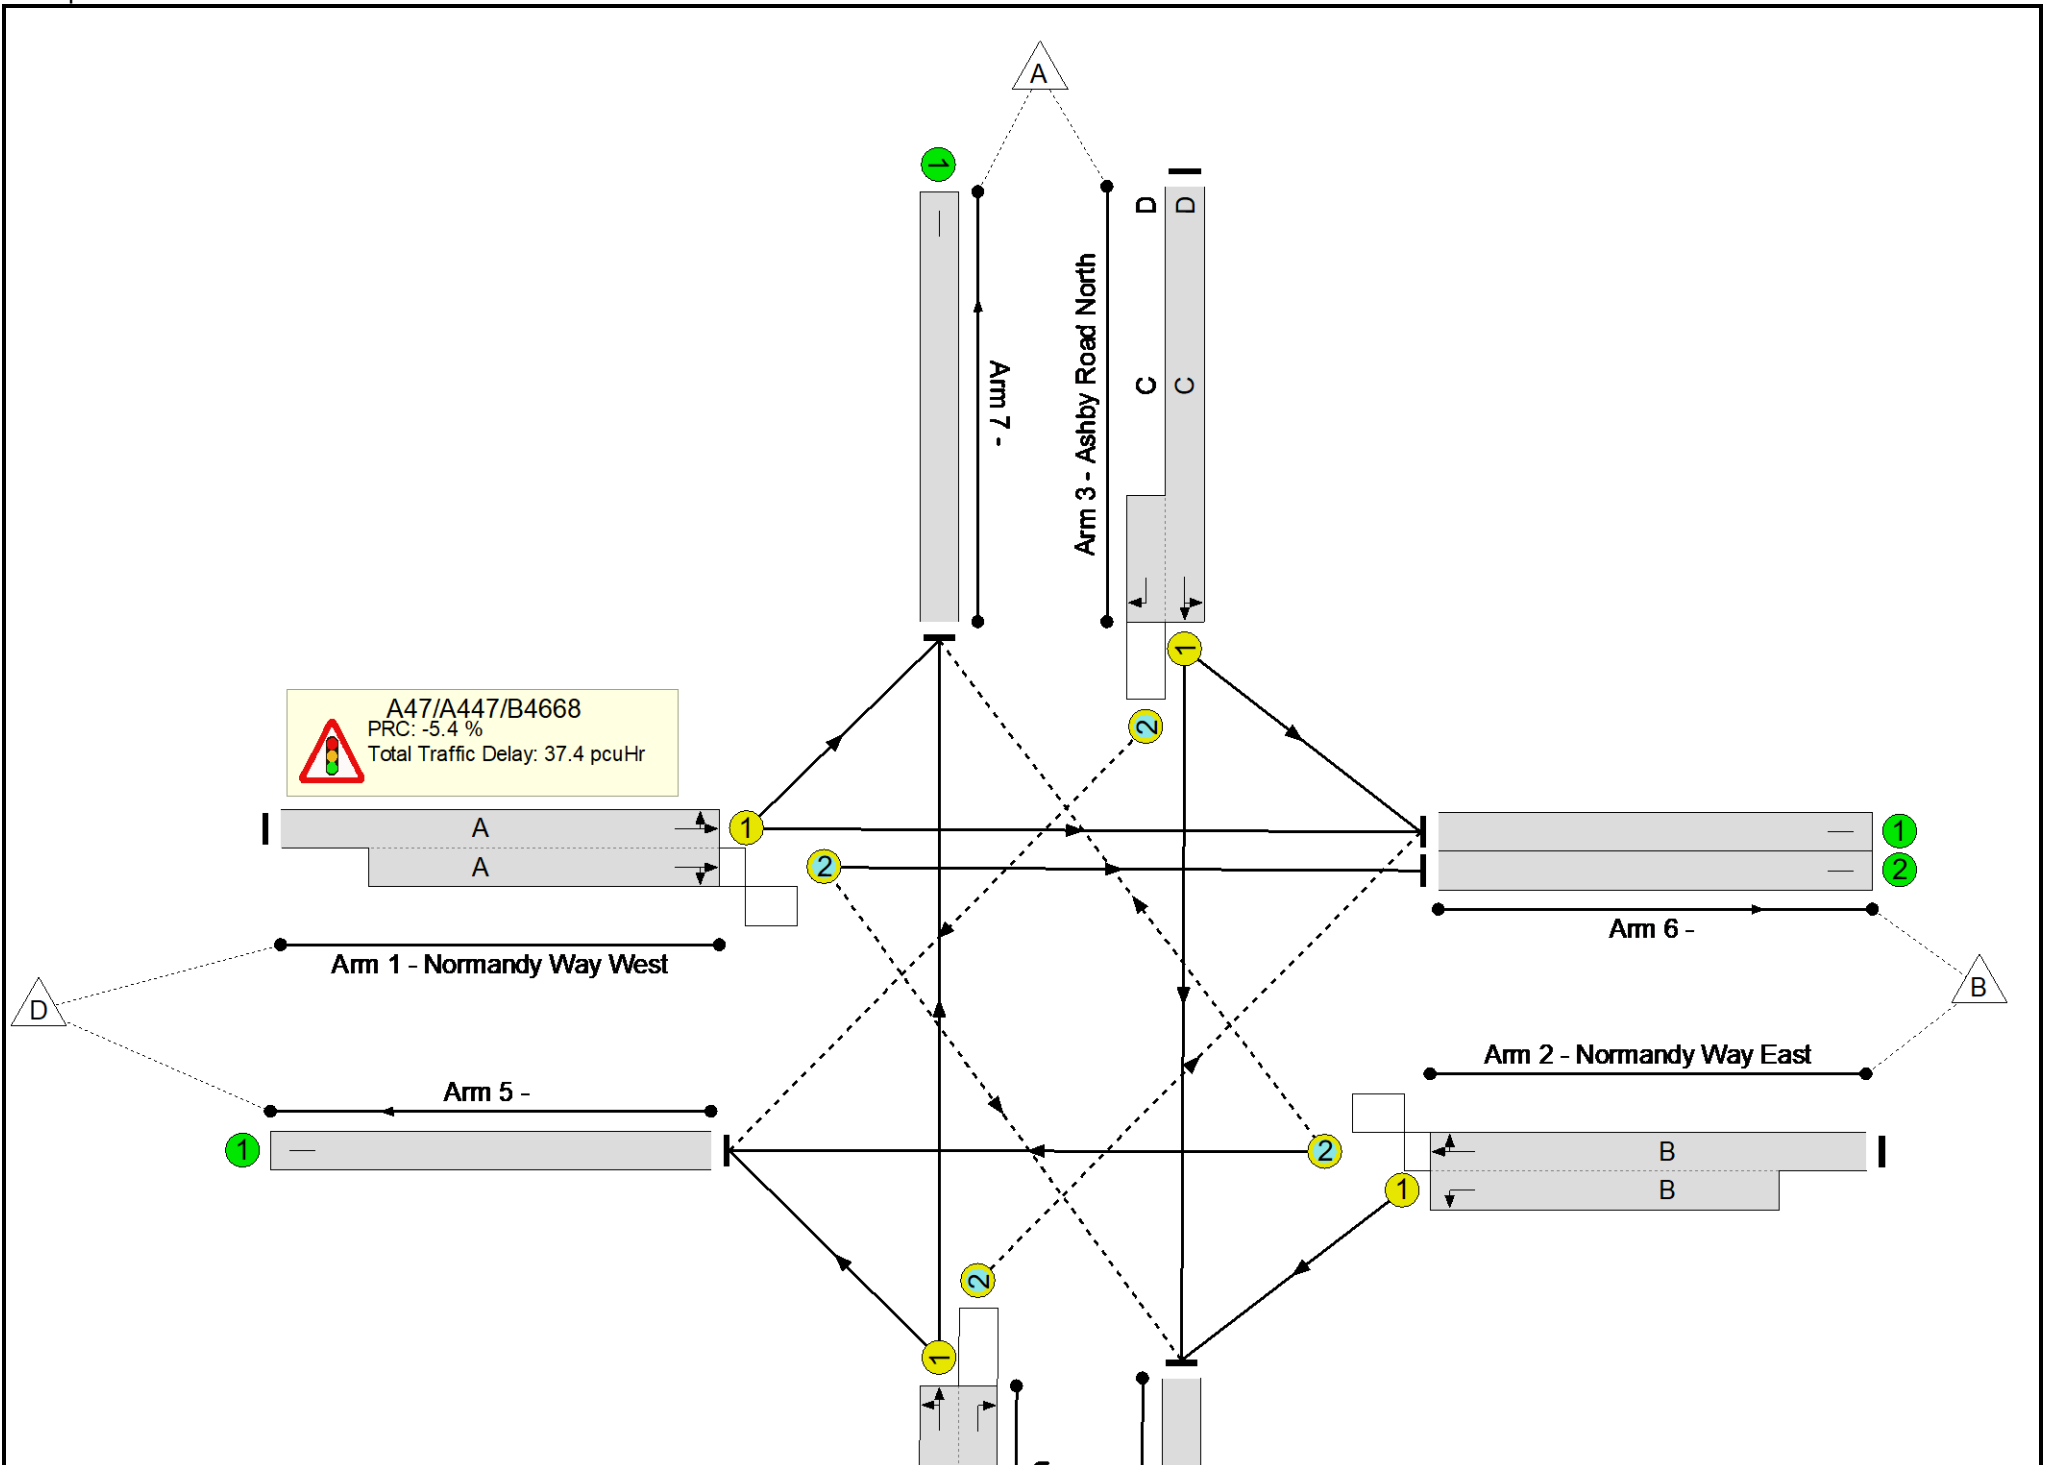 A
1
D D
C C
Arm 7 -
Arm 3 - Ashby Road North
1
2
A47/A447/B4668
PRC: -5.4 %
Total Traffic Delay: 37.4 pcuHr
A 1
A 2
1
2
Arm 6 -
Arm 1 - Normandy Way West
D
B
Arm 2 - Normandy Way East
Arm 5 -
1
2 B
1 B
2
1